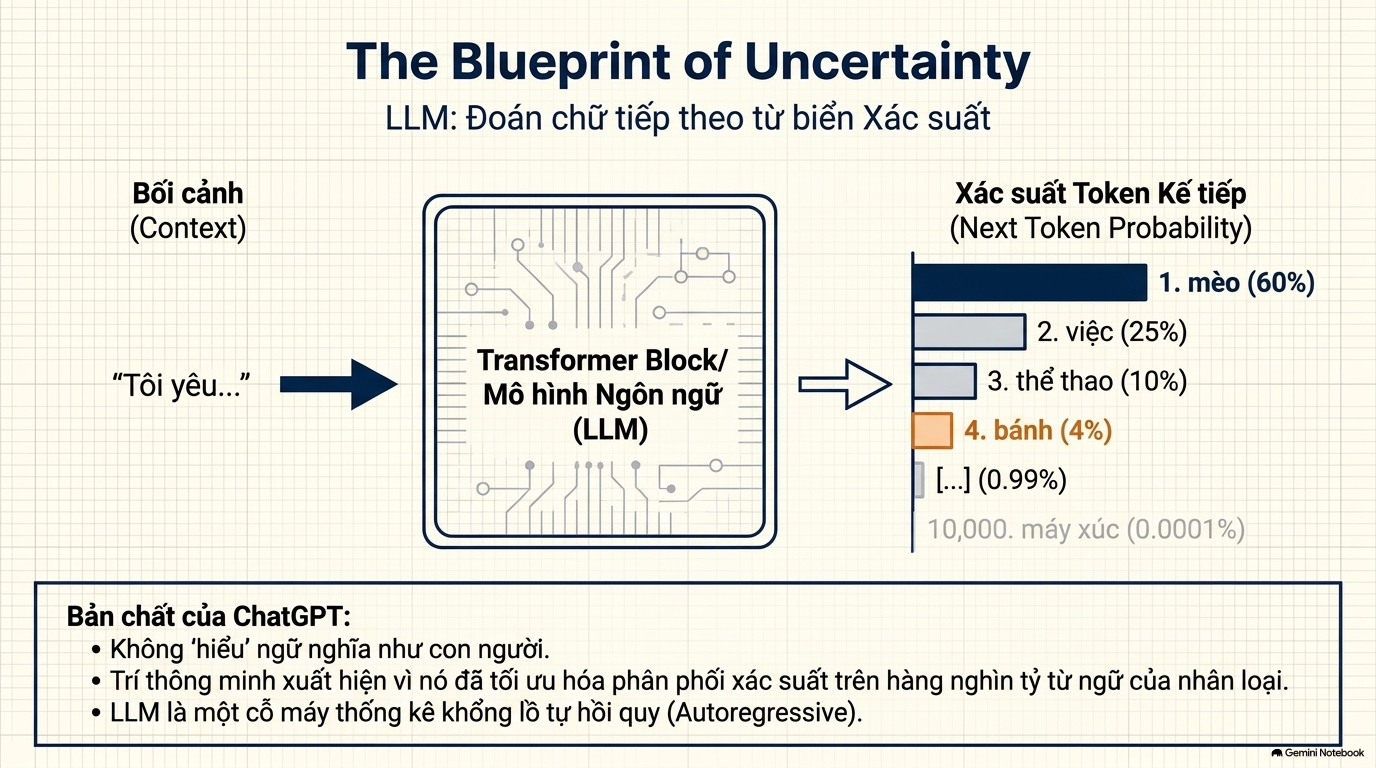 The Blueprint of Uncertainty
LLM: Đoán chữ tiếp theo từ biển Xác suất
Bối cảnh
(Context)
“Tôi yêu...”
Transformer Block/
Mô hình Ngôn ngữ
(LLM)
Xác suất Token Kế tiếp
(Next Token Probability)
1. mèo (60%)
2. việc (25%)
3. thể thao (10%)
4. bánh (4%)
[...] (0.99%)
10,000. máy xúc (0.0001%)
Bản chất của ChatGPT:
• Không ‘hiểu’ ngữ nghĩa như con người.
• Trí thông minh xuất hiện vì nó đã tối ưu hóa phân phối xác suất trên hàng nghìn tỷ từ ngữ của nhân loại.
• LLM là một cỗ máy thống kê khổng lồ tự hồi quy (Autoregressive).
Gemini Notebook